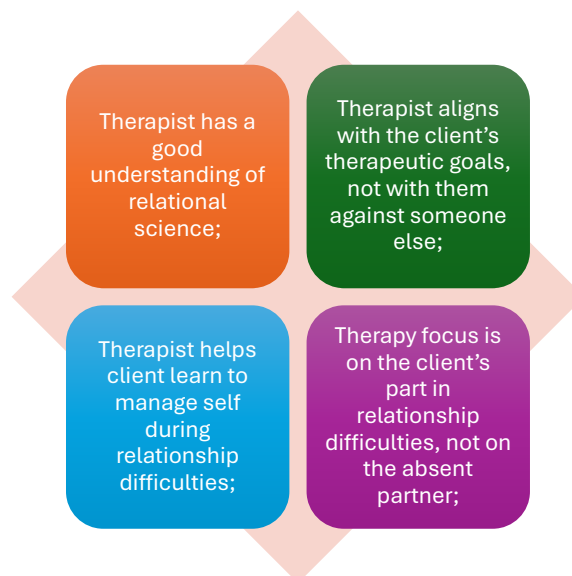 Therapist has a
good
understanding of
relational
science;
Therapist aligns
with the client’s
therapeutic goals,
not with them
against someone
else;
Therapist helps
client learn to
manage self
during
relationship
difficulties;
Therapy focus is
on the client’s
part in
relationship
difficulties, not on
the absent
partner;